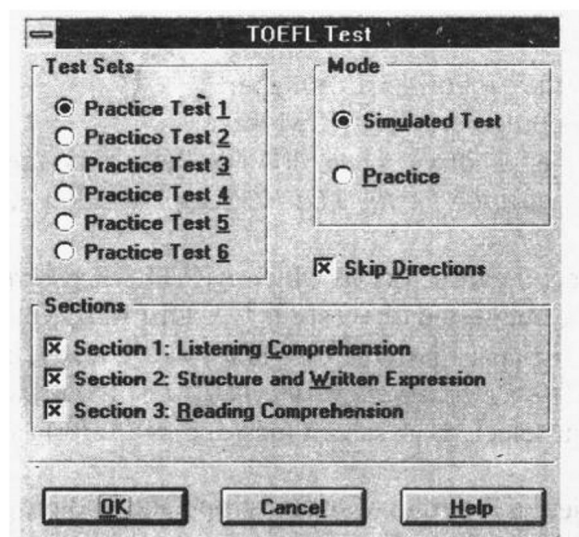 TOEFL Test
Test Sets
Practice Test 1
Practice Test 2
Practice Test 3
Practice Test 4
Practice Test 5
Practice Test 6
Mode
Simulated Test
Practice
Skip Directions
Sections
Section 1: Listening Comprehension
Section 2: Structure and Written Expression
Section 3: Reading Comprehension
OK
Cancel
Help